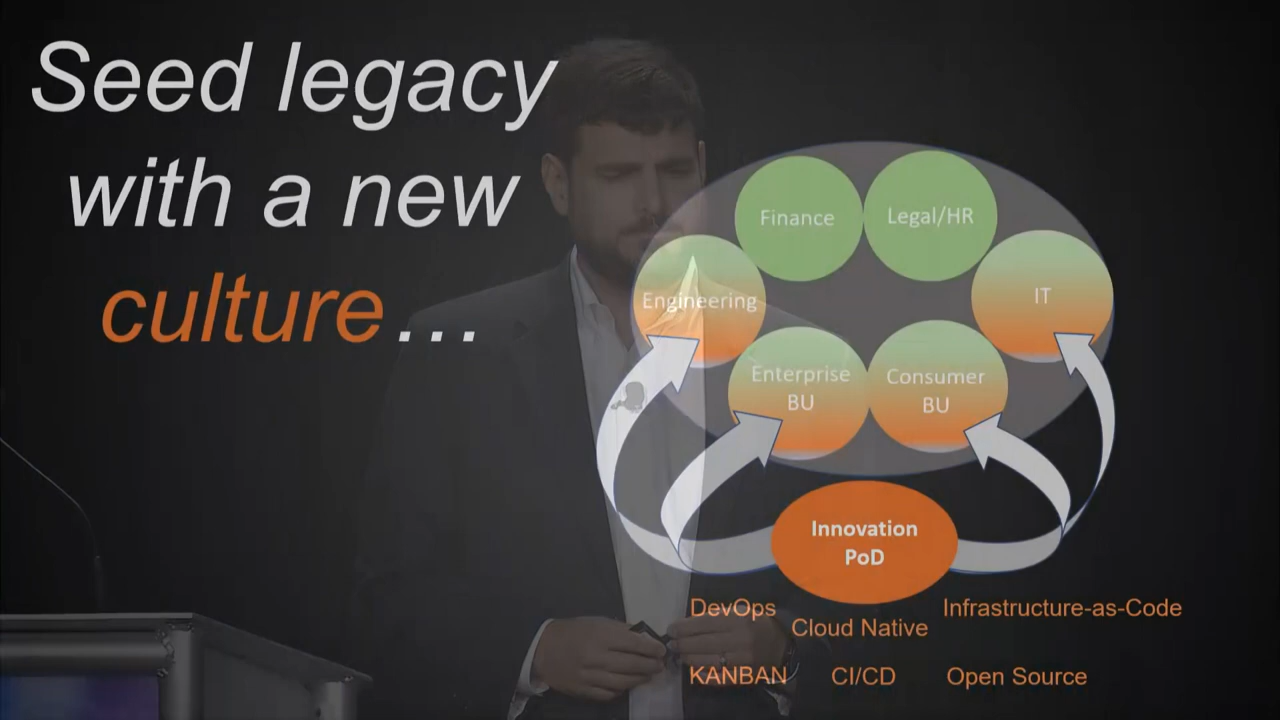 Seed legacy
with a new
culture...
Finance
Legal/HR
Engineering
IT
Enterprise
BU
Consumer
BU
Innovation
PoD
DevOps
Cloud Native
Infrastructure-as-Code
KANBAN
CI/CD
Open Source